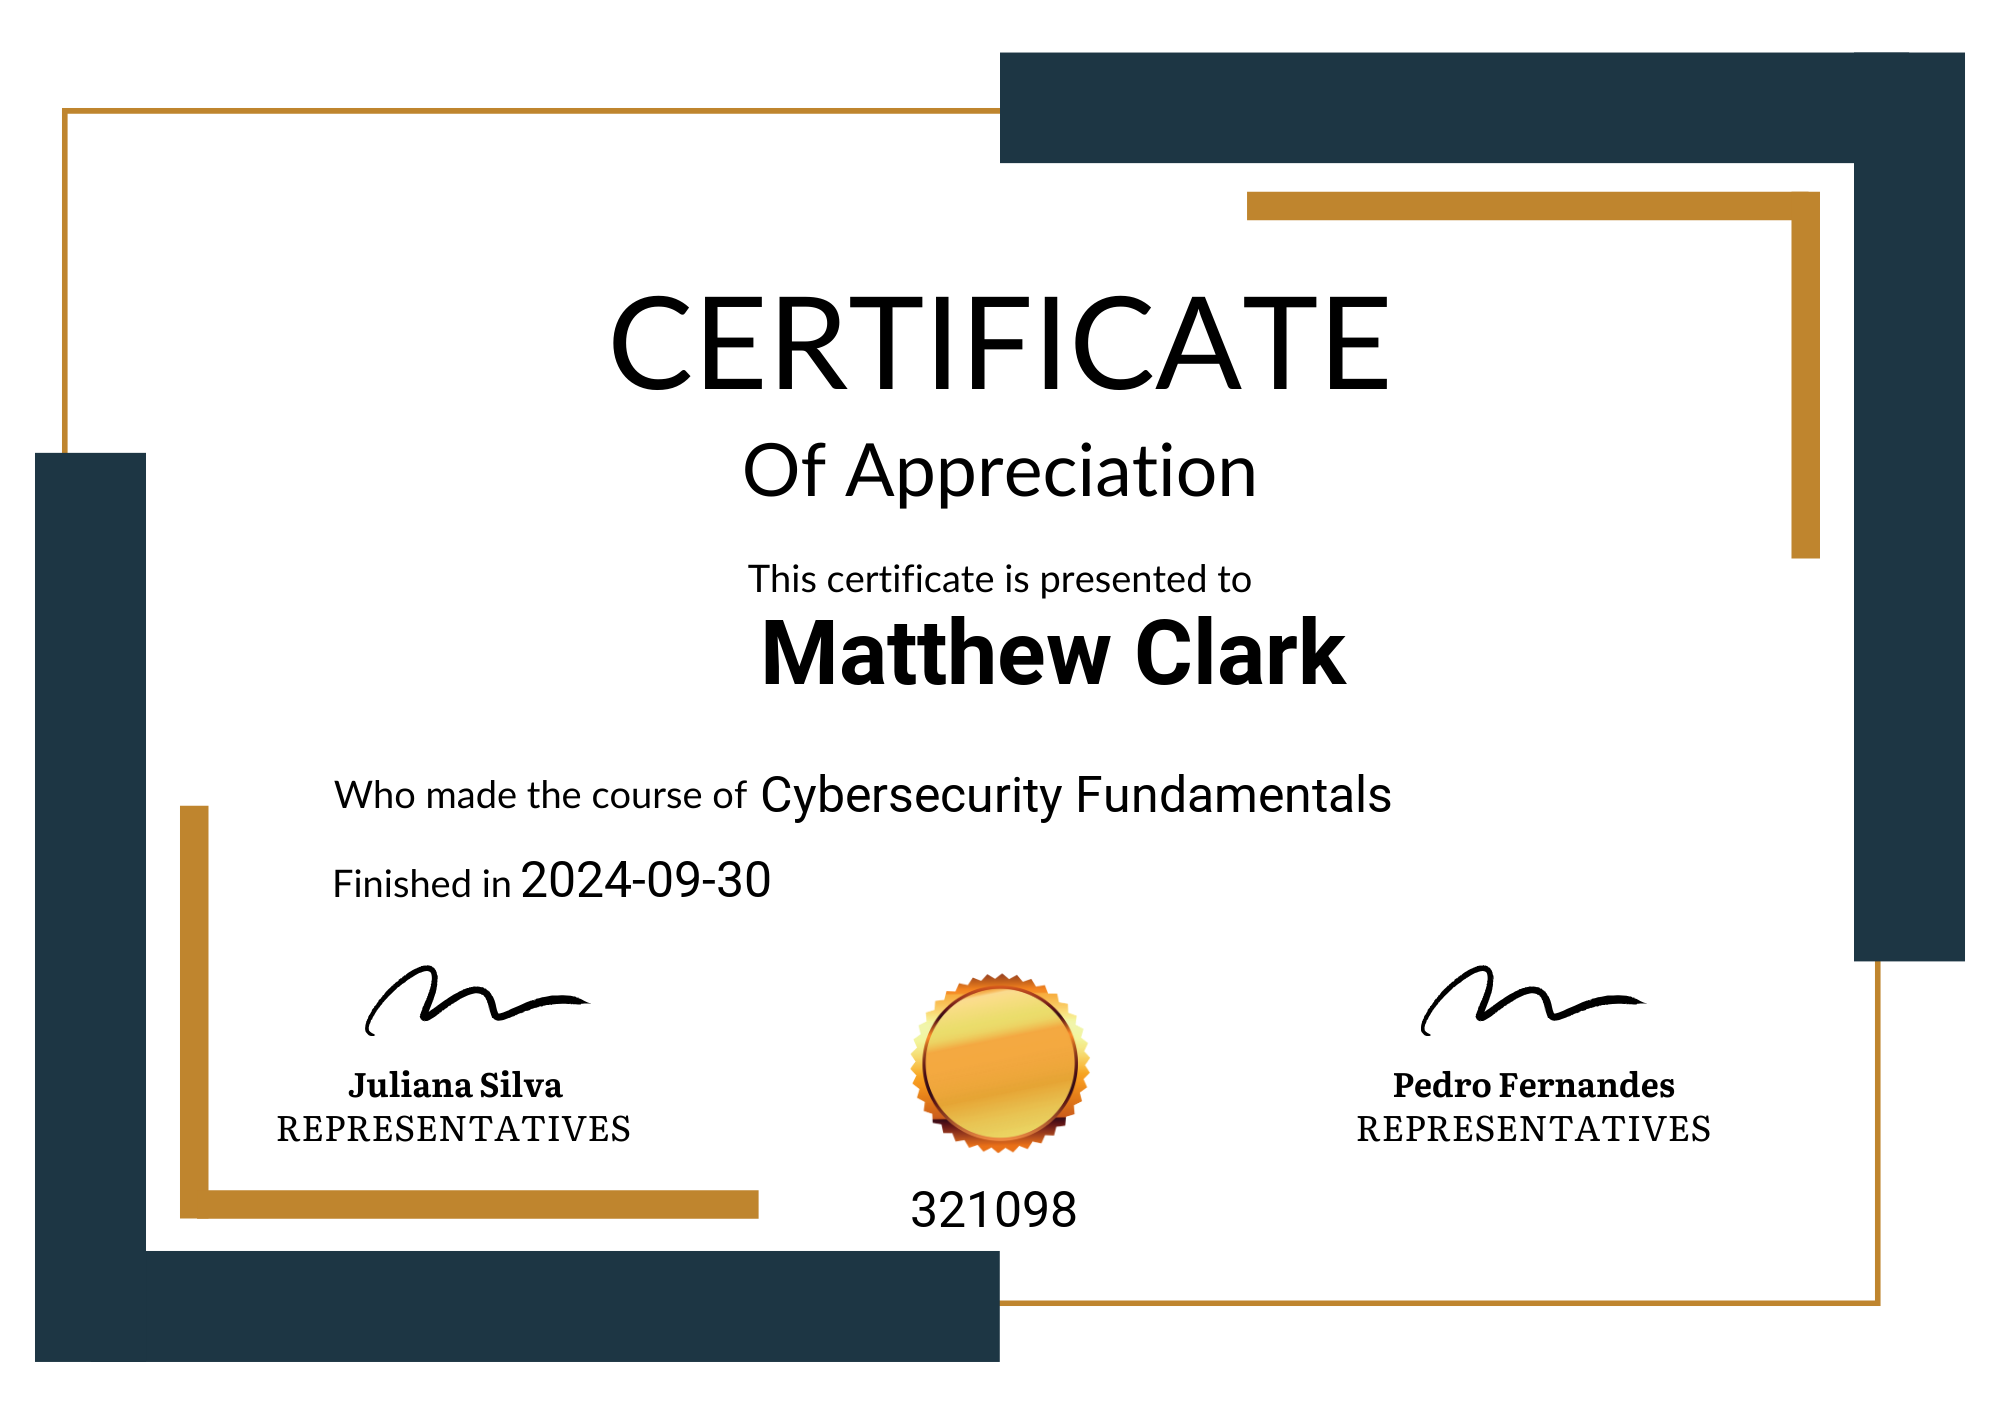 CERTIFICATE
Of Appreciation
This certificate is presented to
Matthew Clark
Who made the course of Cybersecurity Fundamentals
Finished in 2024-09-30
Juliana Silva
REPRESENTATIVES
Pedro Fernandes
REPRESENTATIVES
321098